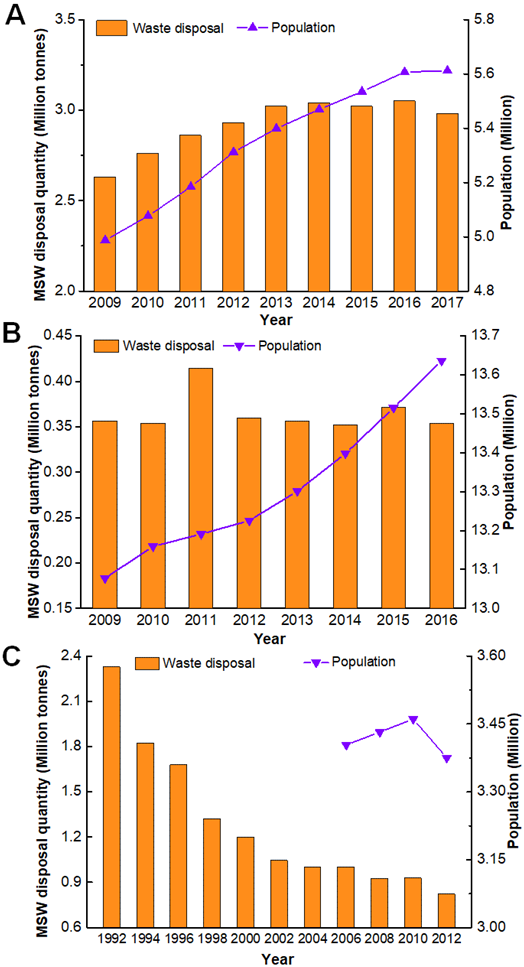 A
Waste disposal
Population
MSW disposal quantity (Million tonnes)
3.5
3.0
2.5
2.0
5.8
5.6
5.4
5.2
5.0
4.8
Population (Million)
2009 2010 2011 2012 2013 2014 2015 2016 2017
Year
B
Waste disposal
Population
MSW disposal quantity (Million tonnes)
0.45
0.40
0.35
0.30
0.25
0.20
0.15
13.7
13.6
13.5
13.4
13.3
13.2
13.1
13.0
Population (Million)
2009 2010 2011 2012 2013 2014 2015 2016
Year
C
Waste disposal
Population
MSW disposal quantity (Million tonnes)
2.4
2.1
1.8
1.5
1.2
0.9
0.6
3.60
3.45
3.30
3.15
3.00
Population (Million)
1992 1994 1996 1998 2000 2002 2004 2006 2008 2010 2012
Year